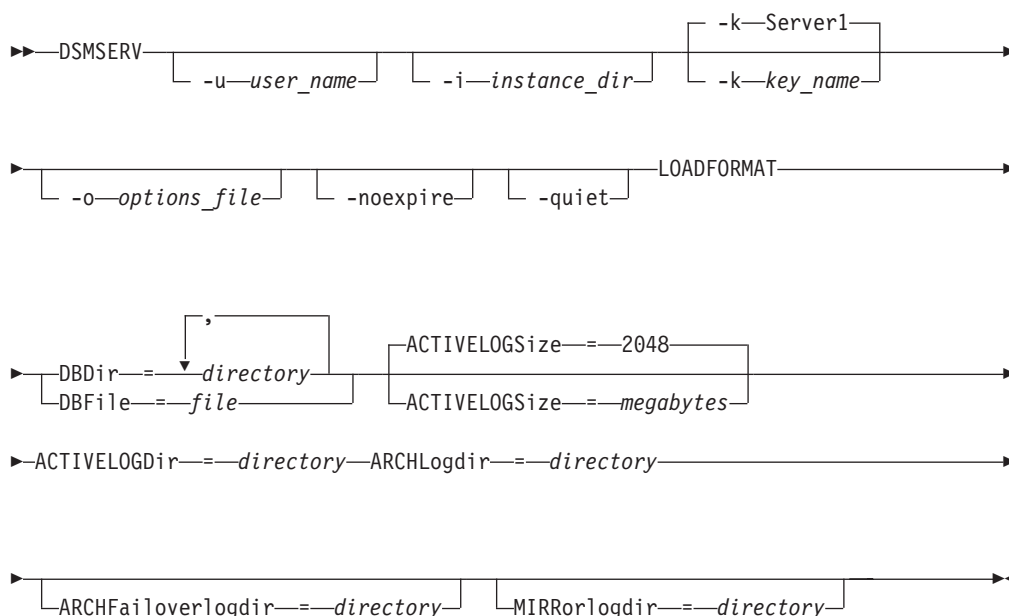 -k Server1
DSMSERV
-u user_name -i instance_dir -k key_name
LOADFORMAT
-o options_file -noexpire -quiet
,
ACTIVELOGSize = 2048
DBDir = directory
DBFile = file ACTIVELOGSize = megabytes
ACTIVELOGDir = directory ARCHLogdir = directory
ARCHFailoverlogdir = directory MIRRorlogdir = directory